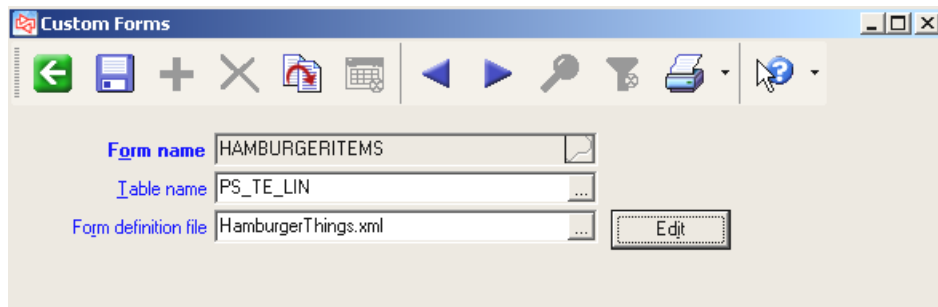 Custom Forms
Form name HAMBURGERITEMS
Table name PS_TE_LIN ...
Form definition file HamburgerThings.xml ... Edit